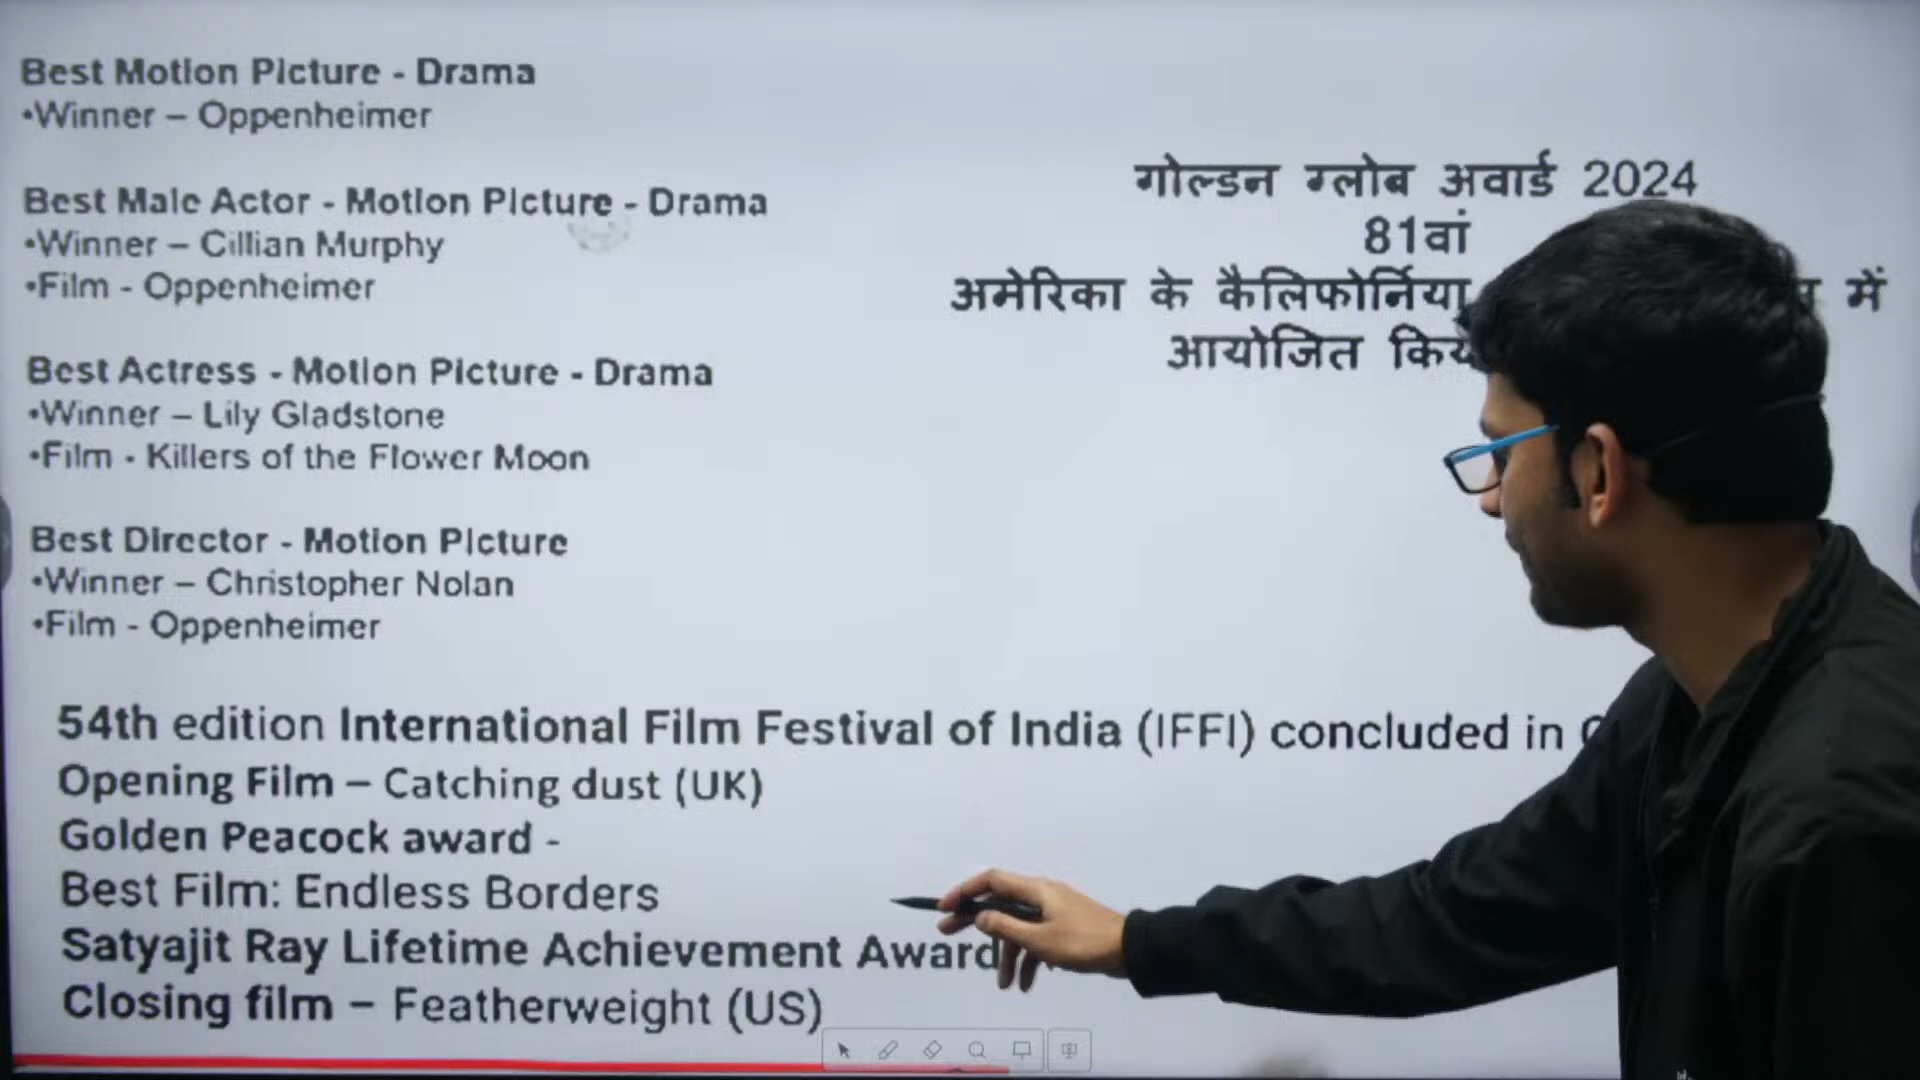 Best Motion Picture - Drama
•Winner – Oppenheimer
Best Male Actor - Motion Picture - Drama
•Winner – Cillian Murphy
•Film - Oppenheimer
Best Actress - Motion Picture - Drama
•Winner – Lily Gladstone
•Film - Killers of the Flower Moon
Best Director - Motion Picture
•Winner – Christopher Nolan
•Film - Oppenheimer
गोल्डन ग्लोब अवार्ड 2024
81वां
अमेरिका के कैलिफोर्निया में
आयोजित
54th edition International Film Festival of India (IFFI) concluded in
Opening Film – Catching dust (UK)
Golden Peacock award -
Best Film: Endless Borders
Satyajit Ray Lifetime Achievement Award
Closing film – Featherweight (US)